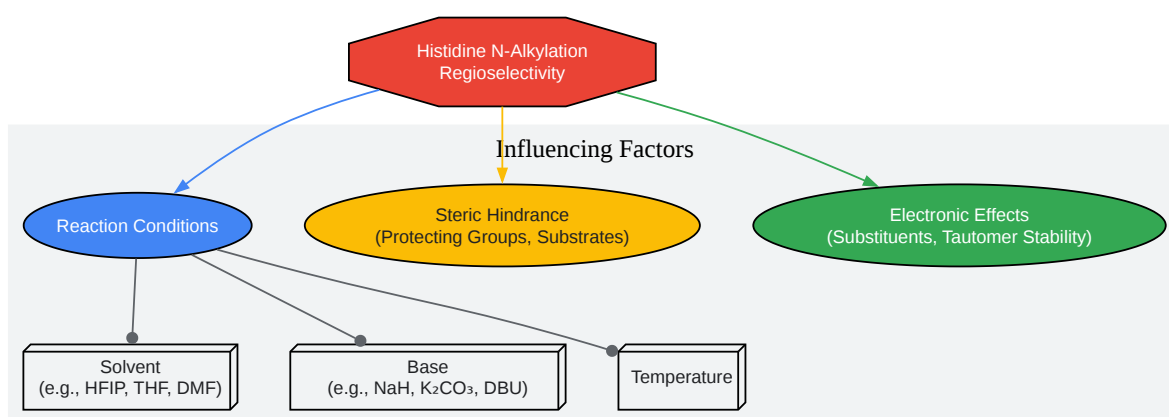 Histidine N-Alkylation
Regioselectivity
Influencing Factors
Reaction Conditions
Steric Hindrance
(Protecting Groups, Substrates)
Electronic Effects
(Substituents, Tautomer Stability)
Solvent
(e.g., HFIP, THF, DMF)
Base
(e.g., NaH, K₂CO₃, DBU)
Temperature